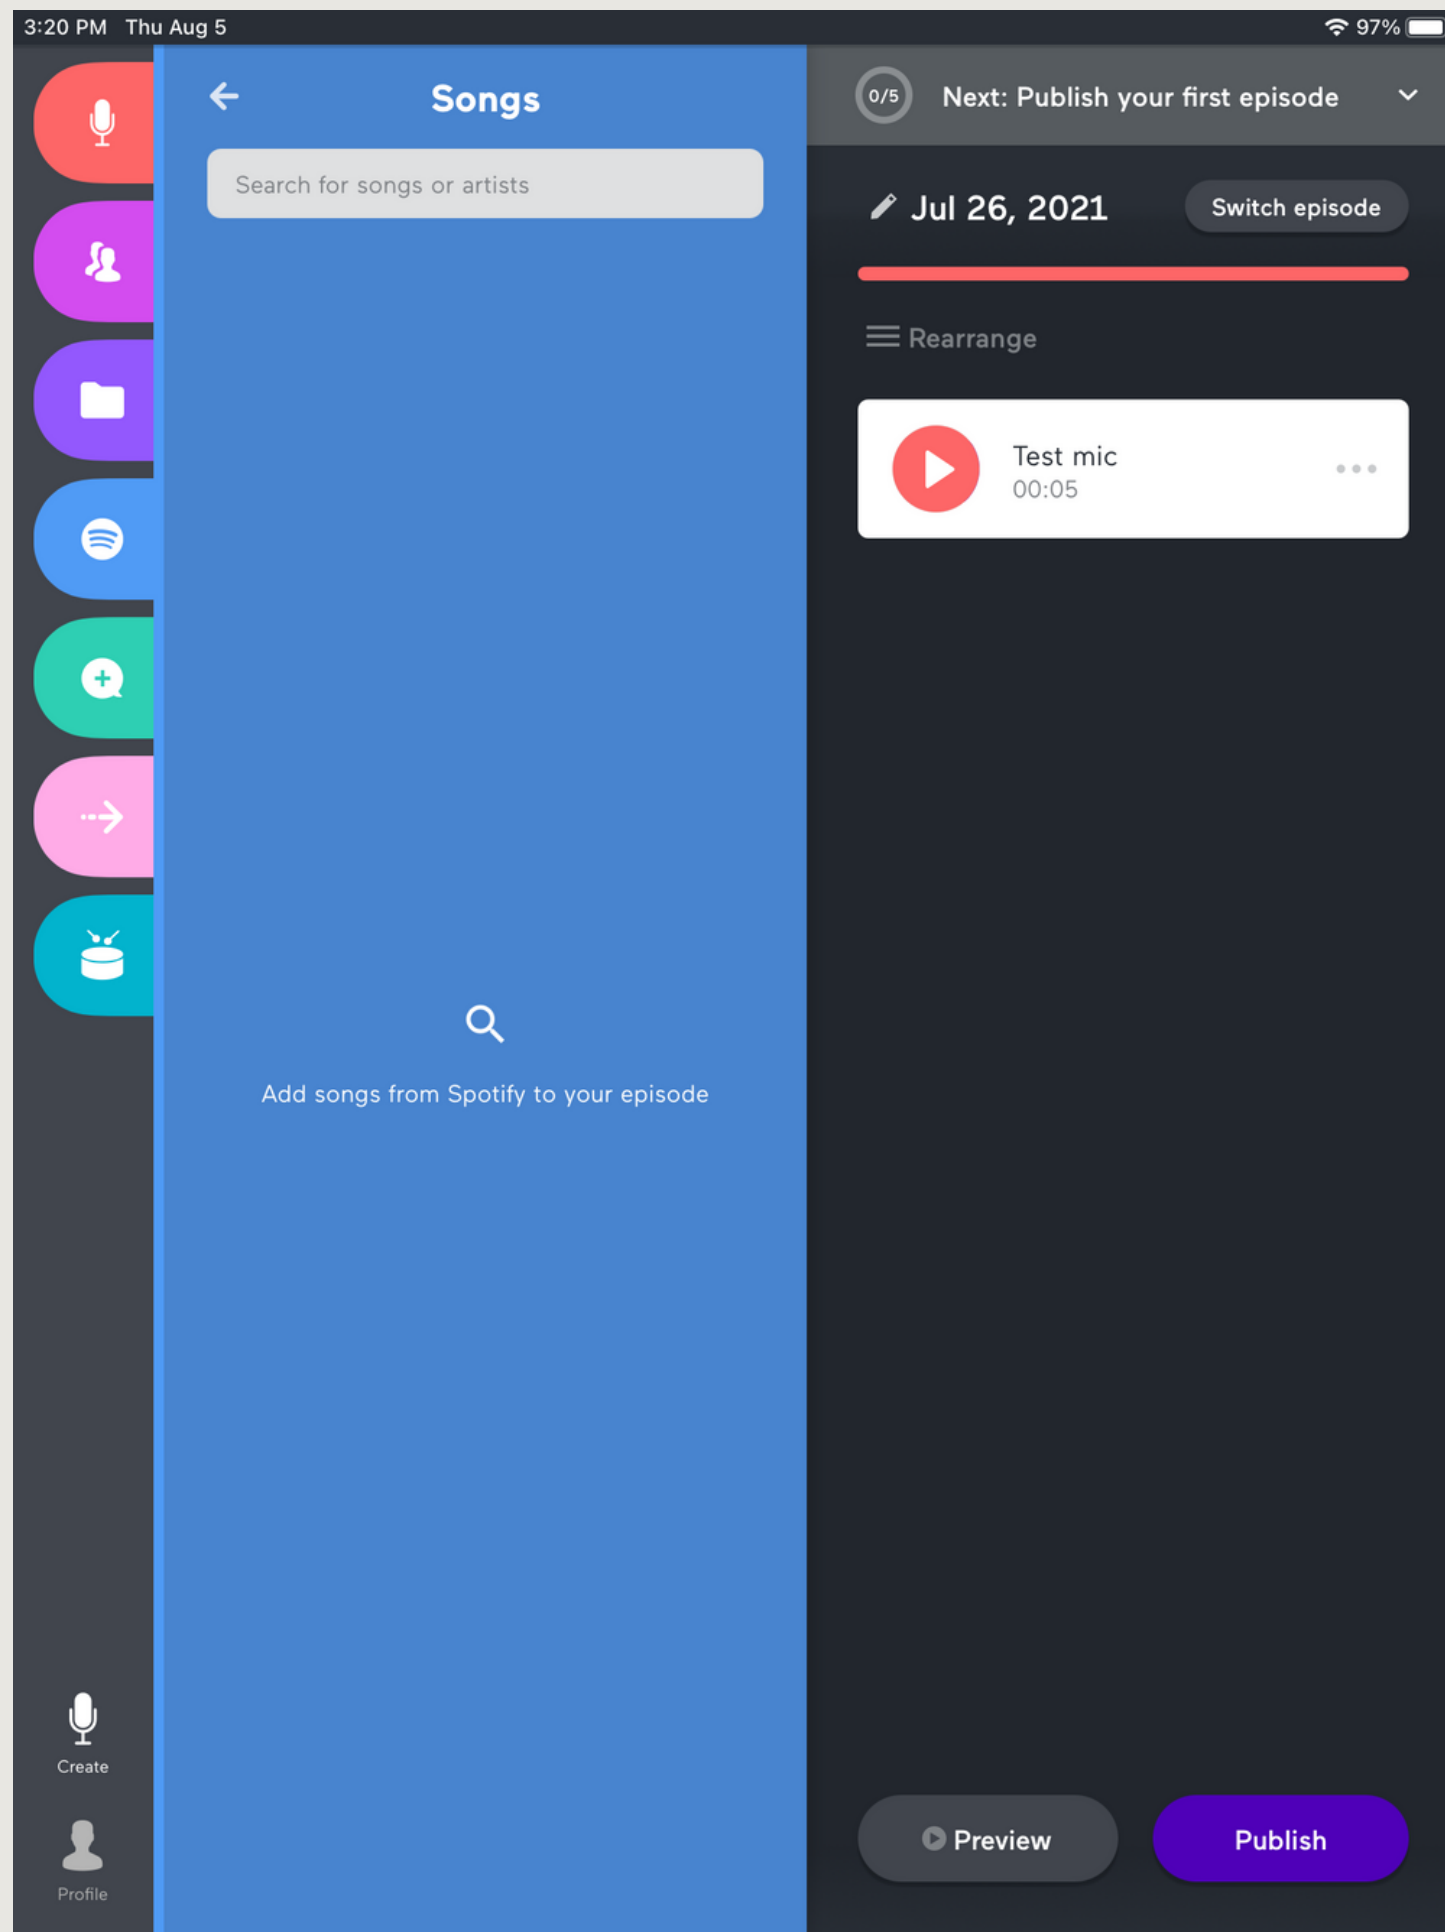 3:20 PM Thu Aug 5
97%
Songs
Search for songs or artists
Add songs from Spotify to your episode
Create
Profile
0/5 Next: Publish your first episode
Jul 26, 2021
Switch episode
Rearrange
Test mic
00:05
Preview
Publish